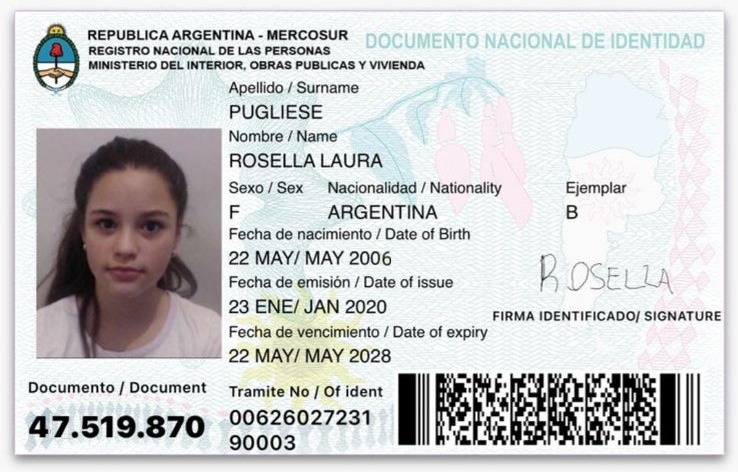 REPUBLICA ARGENTINA - MERCOSUR
REGISTRO NACIONAL DE LAS PERSONAS
MINISTERIO DEL INTERIOR, OBRAS PUBLICAS Y VIVIENDA
DOCUMENTO NACIONAL DE IDENTIDAD
Apellido / Surname
PUGLIESE
Nombre / Name
ROSELLA LAURA
Sexo / Sex Nacionalidad / Nationality Ejemplar
F ARGENTINA B
Fecha de nacimiento / Date of Birth
22 MAY/ MAY 2006
Fecha de emisión / Date of issue
23 ENE/ JAN 2020
Fecha de vencimiento / Date of expiry
22 MAY/ MAY 2028
ROSELLA
FIRMA IDENTIFICADO/ SIGNATURE
Documento / Document
47.519.870
Tramite No / Of ident
00626027231
90003